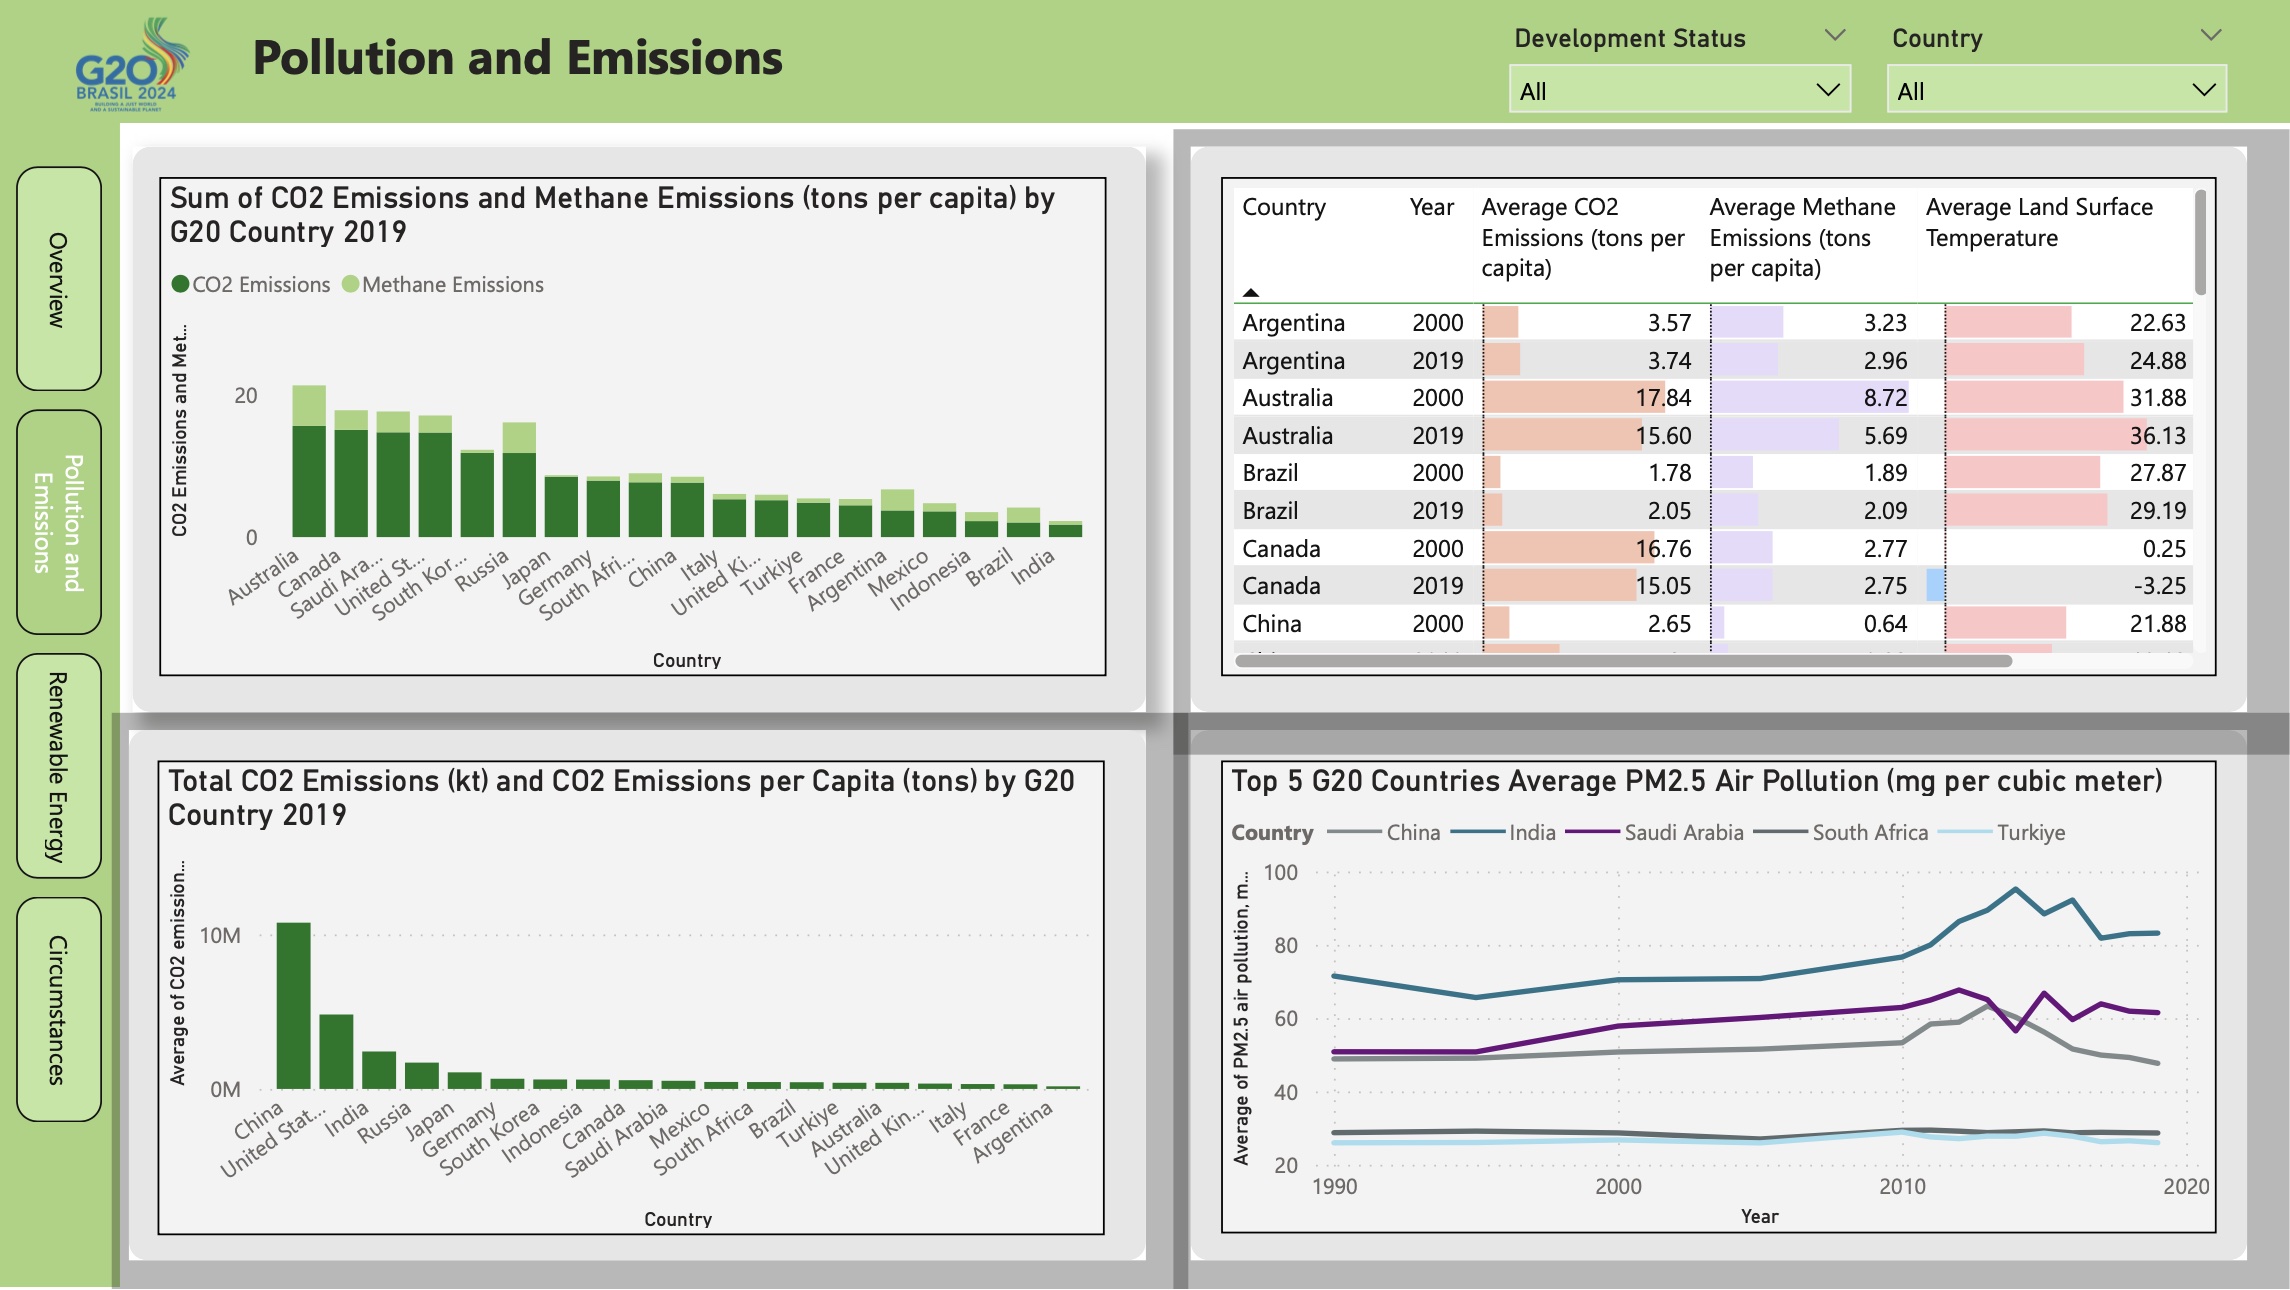 G20
BRASIL 2024
BUILDING A JUST WORLD
AND A SUSTAINABLE PLANET
Pollution and Emissions
Development Status
All
Country
All
Overview
Pollution and
Emissions
Renewable Energy
Circumstances
Sum of CO2 Emissions and Methane Emissions (tons per capita) by
G20 Country 2019
CO2 Emissions Methane Emissions
CO2 Emissions and Met...
20
0
Australia
Canada
Saudi Ara...
United St...
South Kor...
Russia
Japan
Germany
South Afri...
China
Italy
United Ki...
Turkiye
France
Argentina
Mexico
Indonesia
Brazil
India
Country
Country Year Average CO2 Average Methane Average Land Surface
Emissions (tons per Emissions (tons Temperature
capita) per capita)
Argentina 2000 3.57 3.23 22.63
Argentina 2019 3.74 2.96 24.88
Australia 2000 17.84 8.72 31.88
Australia 2019 15.60 5.69 36.13
Brazil 2000 1.78 1.89 27.87
Brazil 2019 2.05 2.09 29.19
Canada 2000 16.76 2.77 0.25
Canada 2019 15.05 2.75 -3.25
China 2000 2.65 0.64 21.88
Total CO2 Emissions (kt) and CO2 Emissions per Capita (tons) by G20
Country 2019
Average of CO2 emission...
10M
0M
China
United Stat...
India
Russia
Japan
Germany
South Korea
Indonesia
Canada
Saudi Arabia
Mexico
South Africa
Brazil
Turkiye
Australia
United Kin...
Italy
France
Argentina
Country
Top 5 G20 Countries Average PM2.5 Air Pollution (mg per cubic meter)
Country China India Saudi Arabia South Africa Turkiye
Average of PM2.5 air pollution, m...
100
80
60
40
20
1990 2000 2010 2020
Year